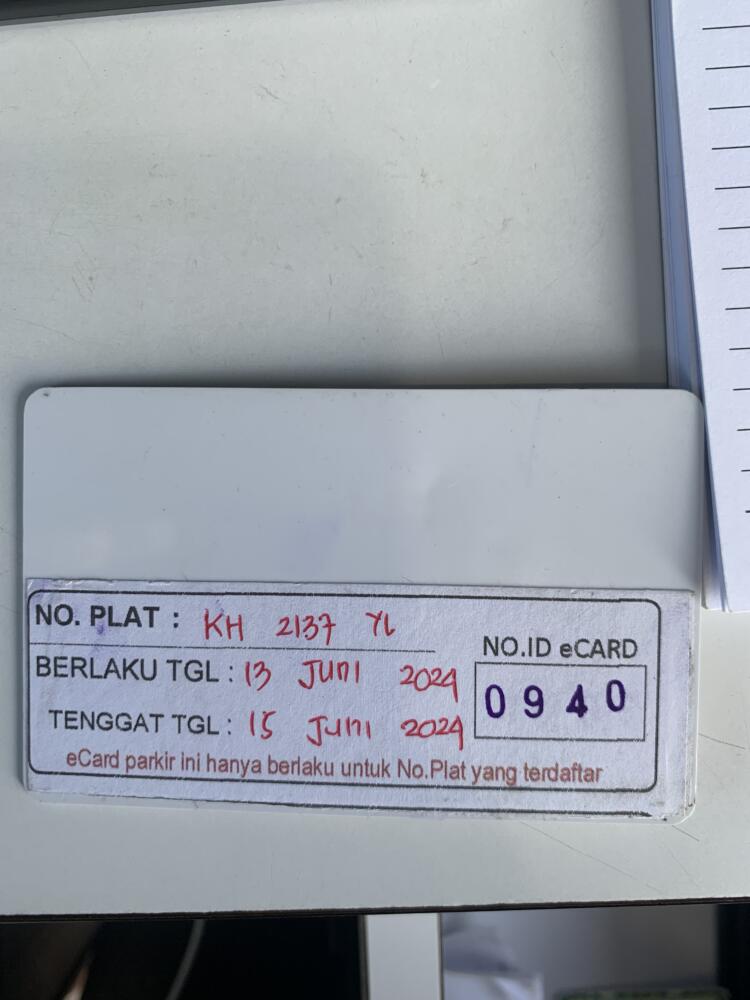 NO. PLAT : KH 2137 YL
BERLAKU TGL : 13 JUNI 2024
TENGGAT TGL : 15 JUNI 2024
NO.ID eCARD
0940
eCard parkir ini hanya berlaku untuk No.Plat yang terdaftar